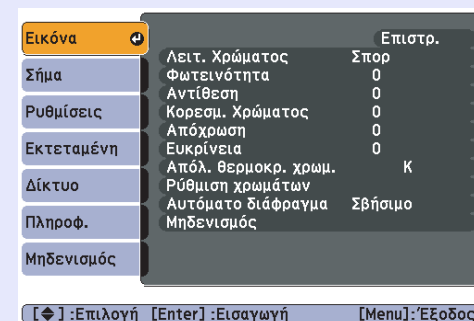 Εικόνα
Σήμα
Ρυθμίσεις
Εκτεταμένη
Δίκτυο
Πληροφ.
Μηδενισμός
Επιστρ.
Λειτ. Χρώματος Σπορ
Φωτεινότητα 0
Αντίθεση 0
Κορεσμ. Χρώματος 0
Απόχρωση 0
Ευκρίνεια 0
Απόλ. θερμοκρ. χρωμ. K
Ρύθμιση χρωμάτων
Αυτόματο διάφραγμα Σβήσιμο
Μηδενισμός
[◆] :Επιλογή [Enter] :Εισαγωγή [Menu]:Έξοδος